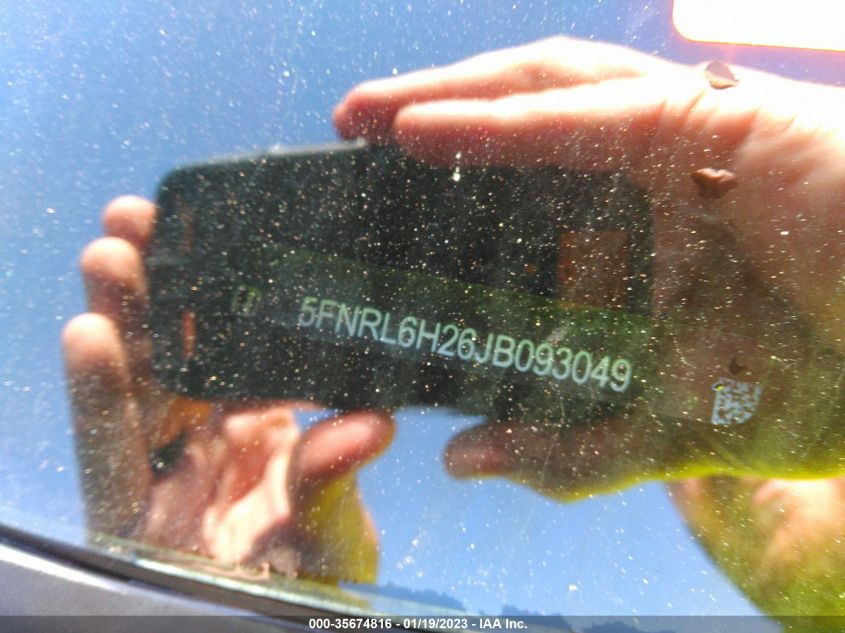 5FNRL6H26JB093049
000-35674816 - 01/19/2023 - IAA Inc.